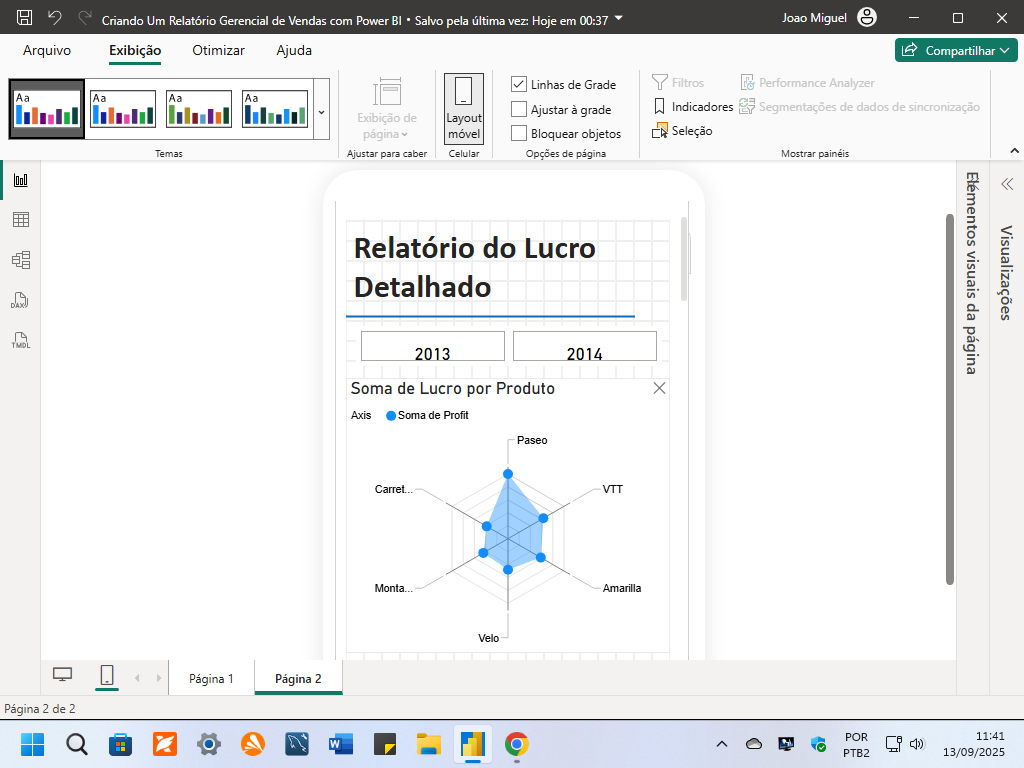 Criando Um Relatório Gerencial de Vendas com Power BI • Salvo pela última vez: Hoje em 00:37
Joao Miguel
Arquivo
Exibição
Otimizar
Ajuda
Compartilhar
Aa
Aa
Aa
Aa
Temas
Exibição de
página
Ajustar para caber
Layout
móvel
Celular
Linhas de Grade
Ajustar à grade
Bloquear objetos
Opções de página
Filtros
Indicadores
Seleção
Performance Analyzer
Segmentações de dados de sincronização
Mostrar painéis
DAX
TMDL
Relatório do Lucro
Detalhado
2013
2014
Soma de Lucro por Produto
Axis
Soma de Profit
Paseo
Carret...
VTT
Monta...
Amarilla
Velo
Elementos visuais da página
Visualizações
Página 1
Página 2
Página 2 de 2
POR
PTB2
11:41
13/09/2025